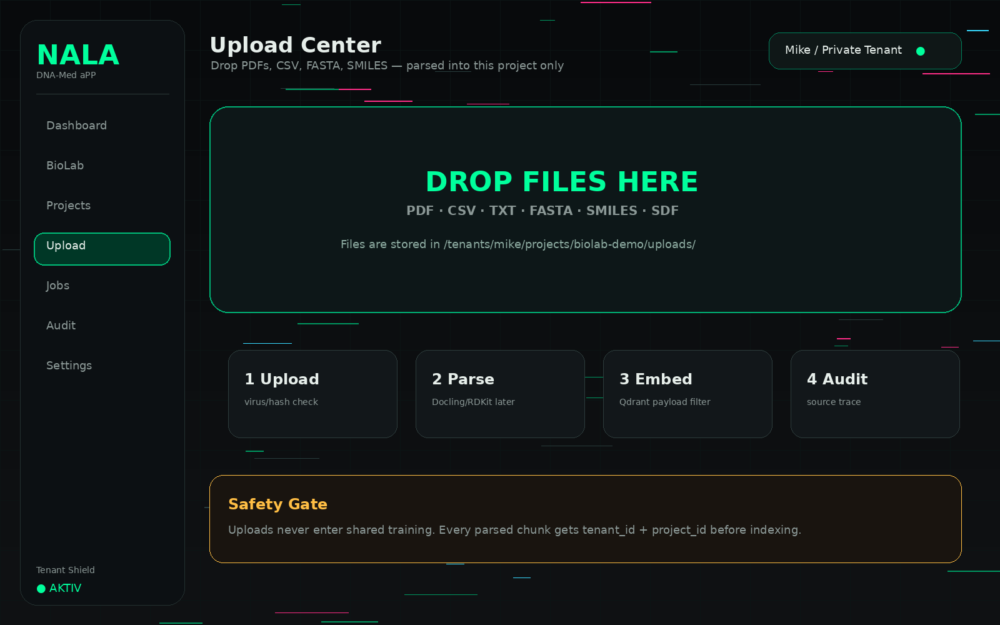 NALA
DNA-Med aPP
Dashboard
BioLab
Projects
Upload
Jobs
Audit
Settings
Tenant Shield
● AKTIV
Upload Center
Drop PDFs, CSV, FASTA, SMILES — parsed into this project only
Mike / Private Tenant ●
DROP FILES HERE
PDF · CSV · TXT · FASTA · SMILES · SDF
Files are stored in /tenants/mike/projects/biolab-demo/uploads/
1 Upload
virus/hash check
2 Parse
Docling/RDKit later
3 Embed
Qdrant payload filter
4 Audit
source trace
Safety Gate
Uploads never enter shared training. Every parsed chunk gets tenant_id + project_id before indexing.